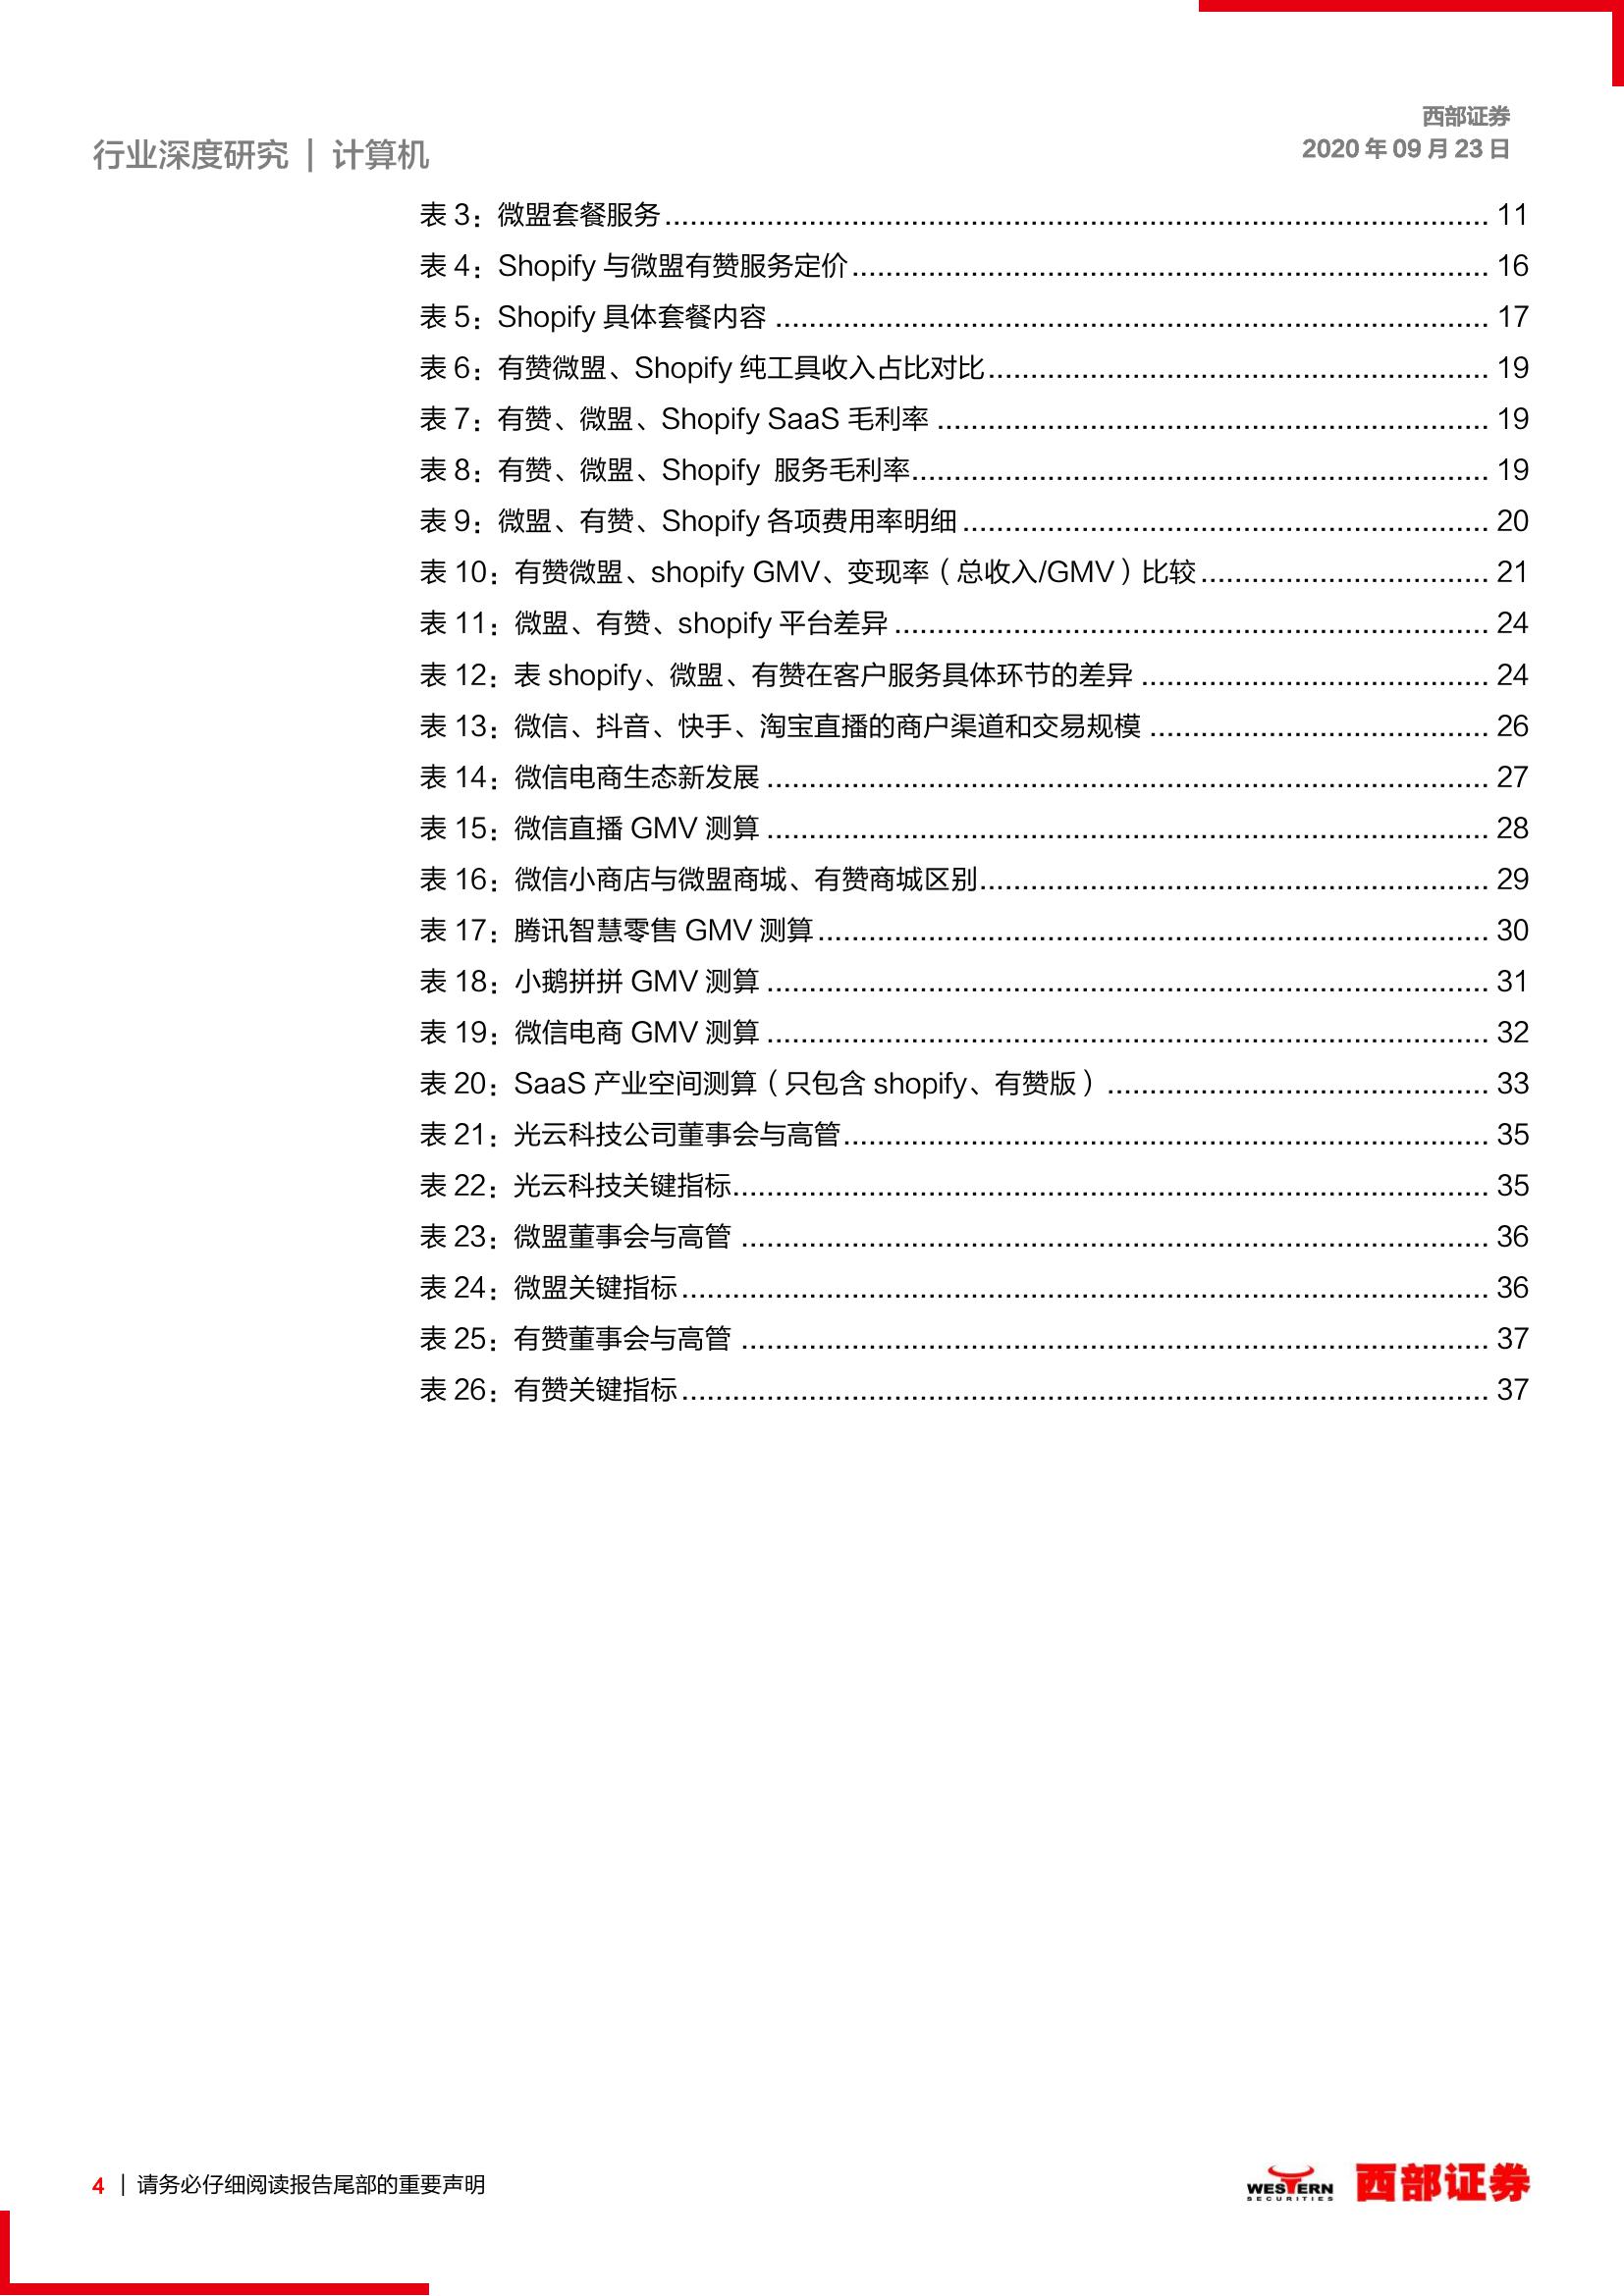 西部证券
行业深度研究 | 计算机
2020 年 09 月 23 日
表 3：微盟套餐服务 11
表 4：Shopify 与微盟有赞服务定价 16
表 5：Shopify 具体套餐内容 17
表 6：有赞微盟、Shopify 纯工具收入占比对比 19
表 7：有赞、微盟、Shopify SaaS 毛利率 19
表 8：有赞、微盟、Shopify 服务毛利率 19
表 9：微盟、有赞、Shopify 各项费用率明细 20
表 10：有赞微盟、shopify GMV、变现率（总收入/GMV）比较 21
表 11：微盟、有赞、shopify 平台差异 24
表 12：表 shopify、微盟、有赞在客户服务具体环节的差异 24
表 13：微信、抖音、快手、淘宝直播的商户渠道和交易规模 26
表 14：微信电商生态新发展 27
表 15：微信直播 GMV 测算 28
表 16：微信小商店与微盟商城、有赞商城区别 29
表 17：腾讯智慧零售 GMV 测算 30
表 18：小鹅拼拼 GMV 测算 31
表 19：微信电商 GMV 测算 32
表 20：SaaS 产业空间测算（只包含 shopify、有赞版） 33
表 21：光云科技公司董事会与高管 35
表 22：光云科技关键指标 35
表 23：微盟董事会与高管 36
表 24：微盟关键指标 36
表 25：有赞董事会与高管 37
表 26：有赞关键指标 37
4 | 请务必仔细阅读报告尾部的重要声明
WESTERN
SECURITIES
西部证券